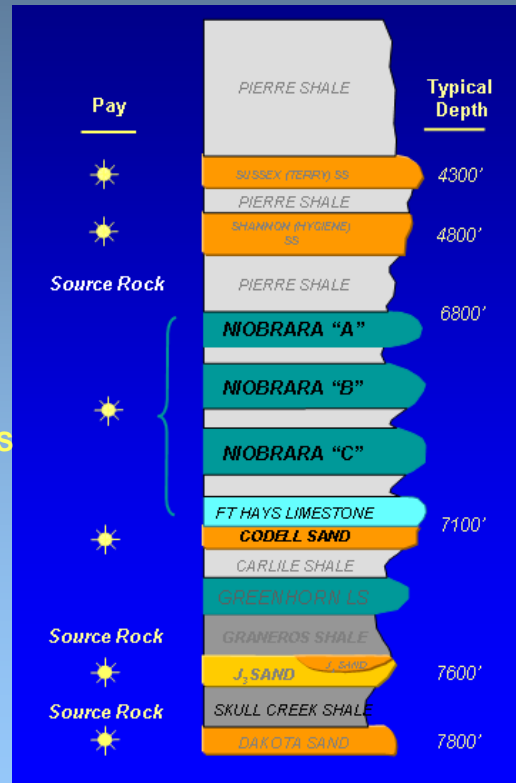 Pay
Typical
Depth
PIERRE SHALE
SUSSEX (TERRY) SS
4300'
PIERRE SHALE
SHANNON (HYGIENE)
SS
4800'
Source Rock
PIERRE SHALE
6800'
NIOBRARA "A"
NIOBRARA "B"
s
NIOBRARA "C"
FT HAYS LIMESTONE
7100'
CODELL SAND
CARLILE SHALE
GREENHORN LS
Source Rock
GRANEROS SHALE
J SAND
J2 SAND
7600'
Source Rock
SKULL CREEK SHALE
DAKOTA SAND
7800'